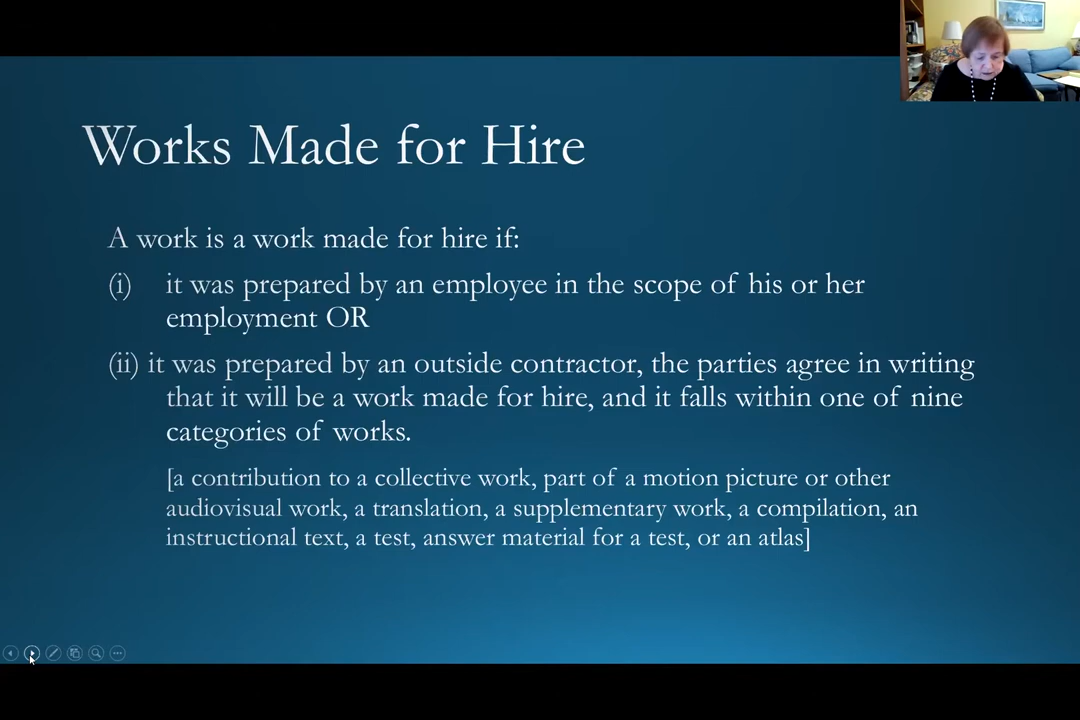 Works Made for Hire
A work is a work made for hire if:
(i) it was prepared by an employee in the scope of his or her
employment OR
(ii) it was prepared by an outside contractor, the parties agree in writing
that it will be a work made for hire, and it falls within one of nine
categories of works.
[a contribution to a collective work, part of a motion picture or other
audiovisual work, a translation, a supplementary work, a compilation, an
instructional text, a test, answer material for a test, or an atlas]